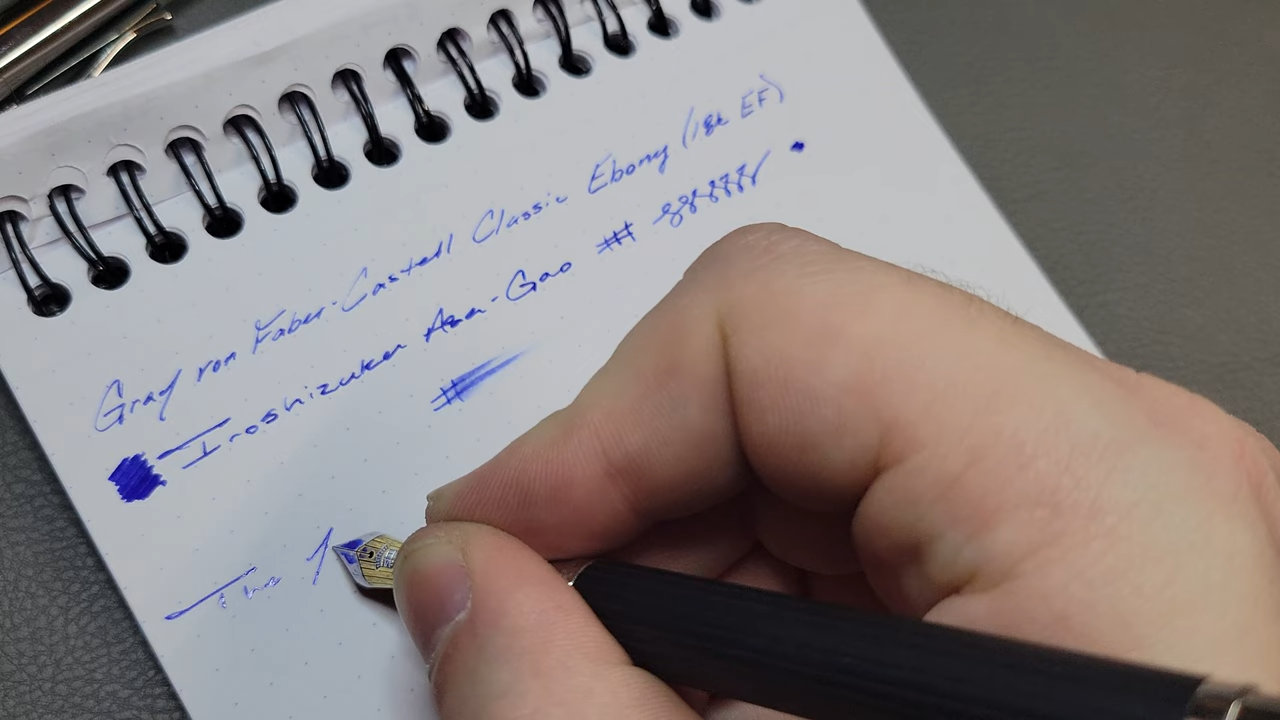 Graf von Faber-Castell Classic Ebony (18k EF)
Iroshizuku Asa-Gao
The